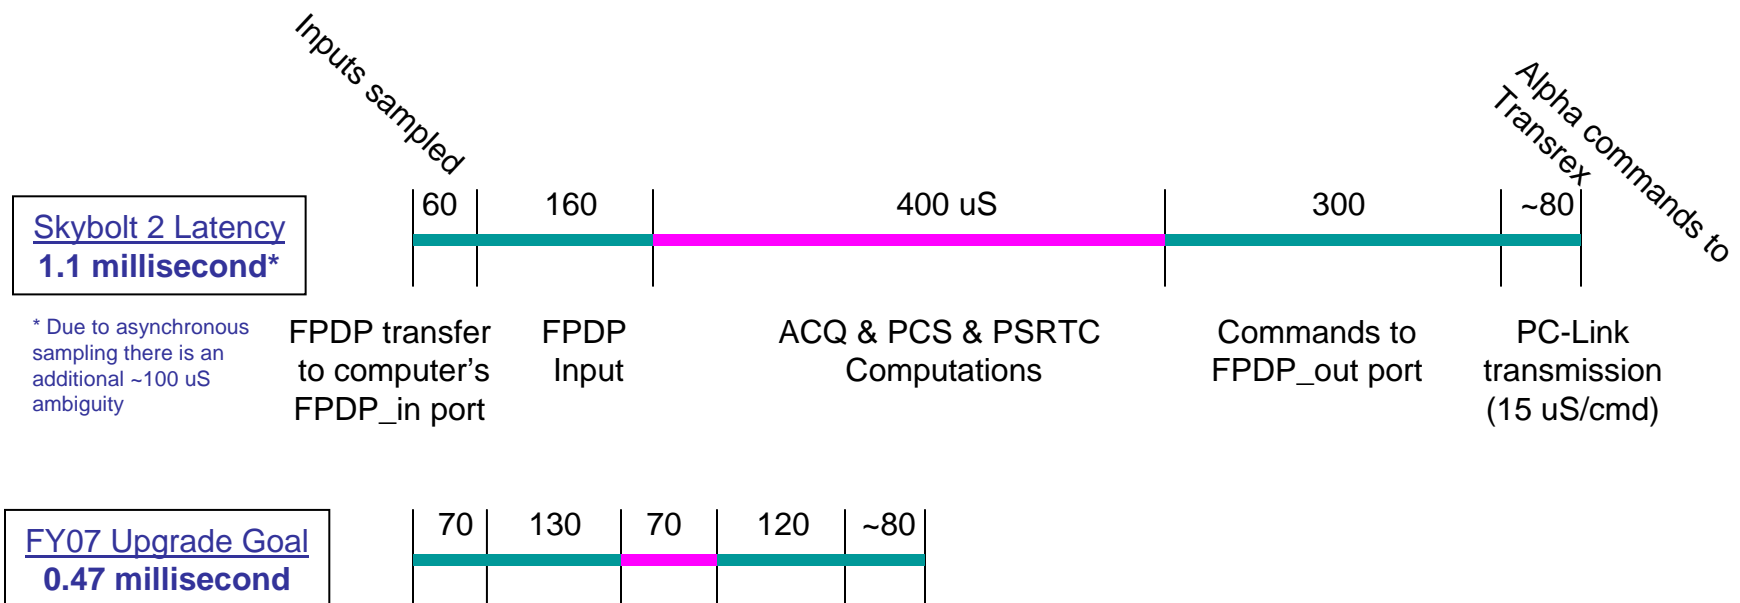 Inputs sampled
Alpha commands to
Transrex
60
160
400 uS
300
~80
Skybolt 2 Latency
1.1 millisecond*
* Due to asynchronous
sampling there is an
additional ~100 uS
ambiguity
FPDP transfer
to computer's
FPDP_in port
FPDP
Input
ACQ & PCS & PSRTC
Computations
Commands to
FPDP_out port
PC-Link
transmission
(15 uS/cmd)
70
130
70
120
~80
FY07 Upgrade Goal
0.47 millisecond